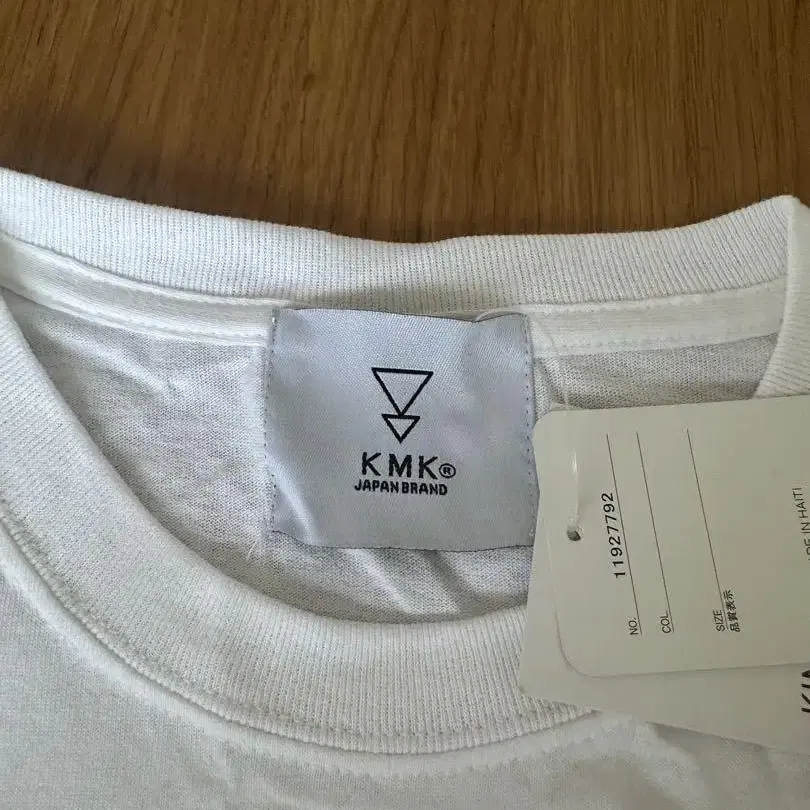 KMK®
JAPAN BRAND
NO. 11927792
COL
SIZE
品質表示
IN HAITI